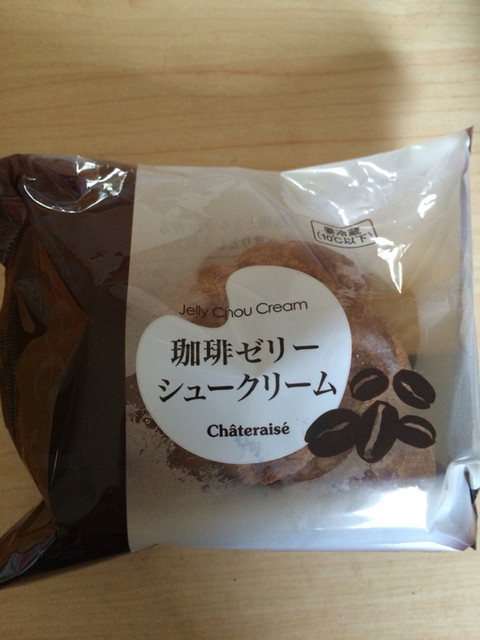 要冷蔵
(10℃以下)
Jelly Chou Cream
珈琲ゼリー
シュークリーム
Châteraisé